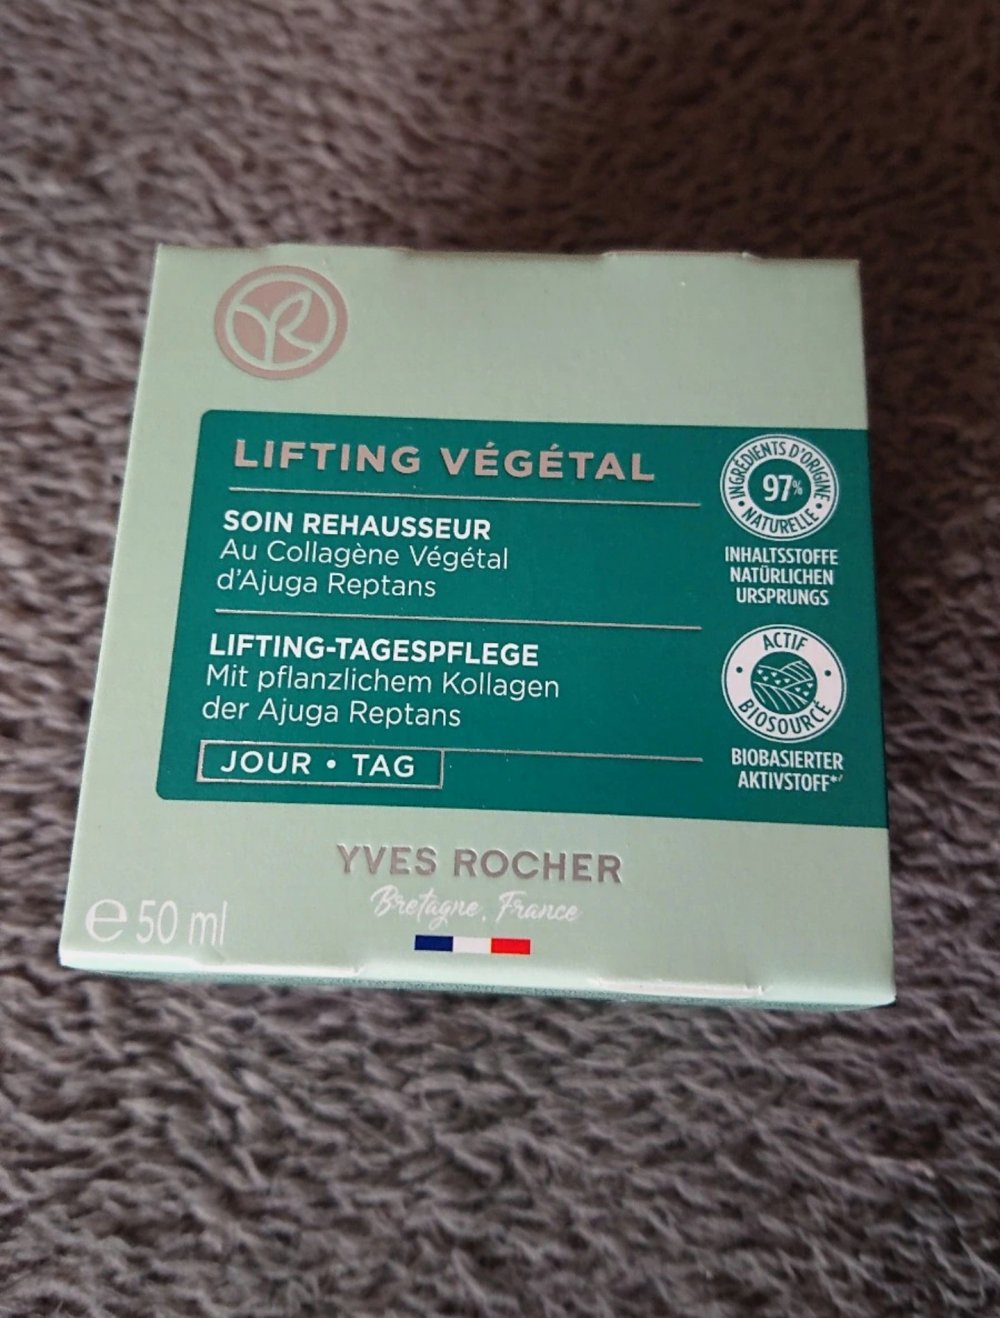 LIFTING VÉGÉTAL
SOIN REHAUSSEUR
Au Collagène Végétal
d'Ajuga Reptans
LIFTING-TAGESPFLEGE
Mit pflanzlichem Kollagen
der Ajuga Reptans
JOUR • TAG
INGRÉDIENTS D'ORIGINE
97%
NATURELLE
INHALTSSTOFFE
NATÜRLICHEN
URSPRUNGS
ACTIF
BIOSOURCÉ
BIOBASIERTER
AKTIVSTOFF*
YVES ROCHER
Bretagne, France
e 50 ml